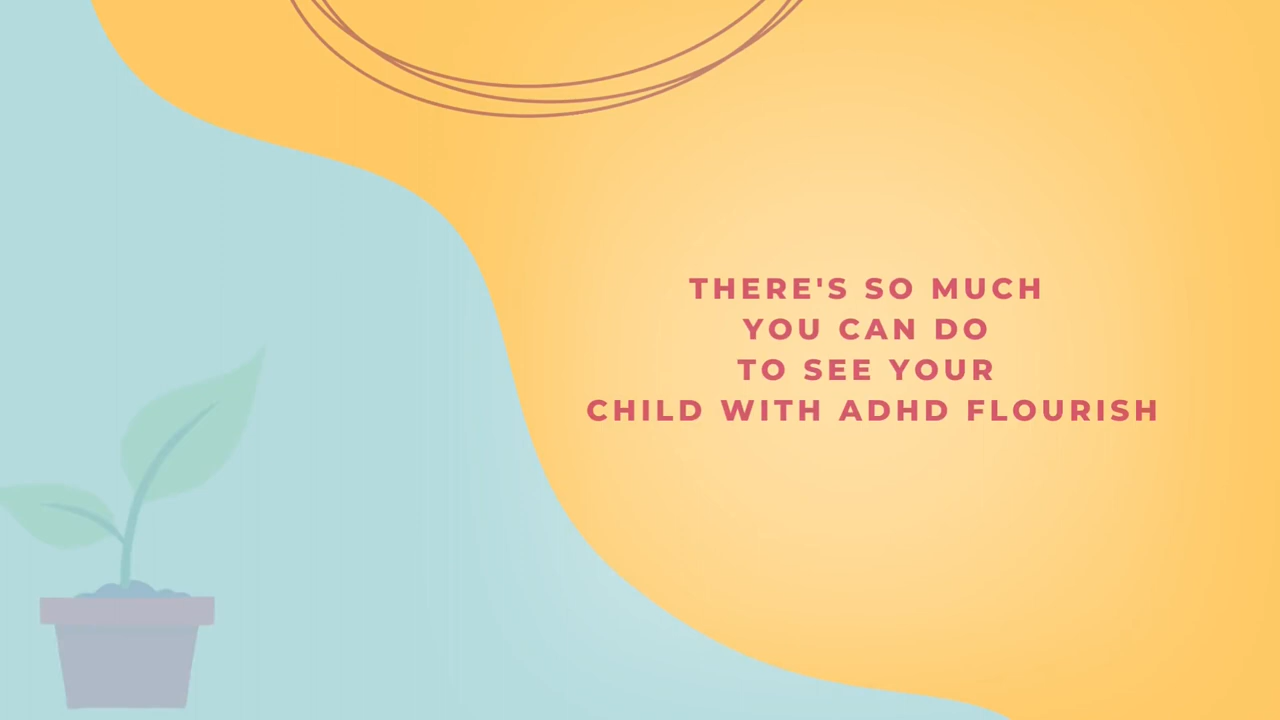 THERE'S SO MUCH
YOU CAN DO
TO SEE YOUR
CHILD WITH ADHD FLOURISH